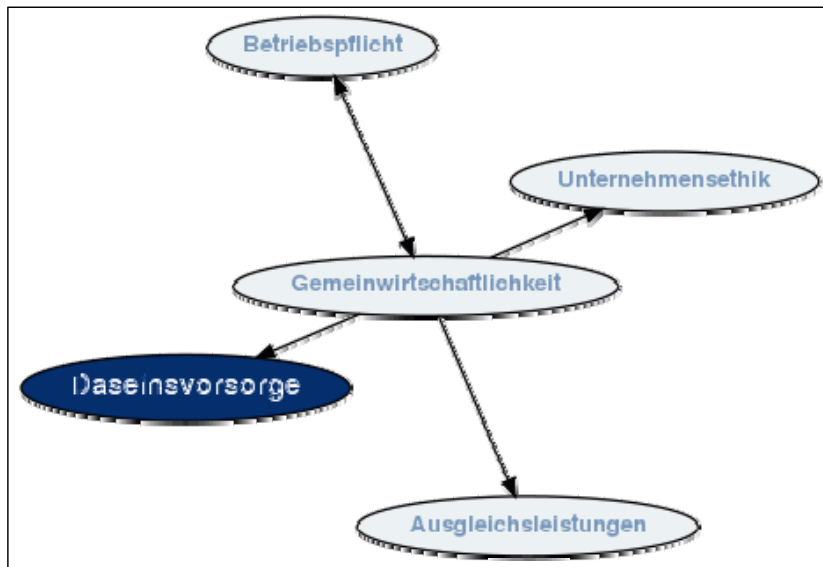 Betriebspflicht
Unternehmensethik
Gemeinwirtschaftlichkeit
Daseinsvorsorge
Ausgleichsleistungen